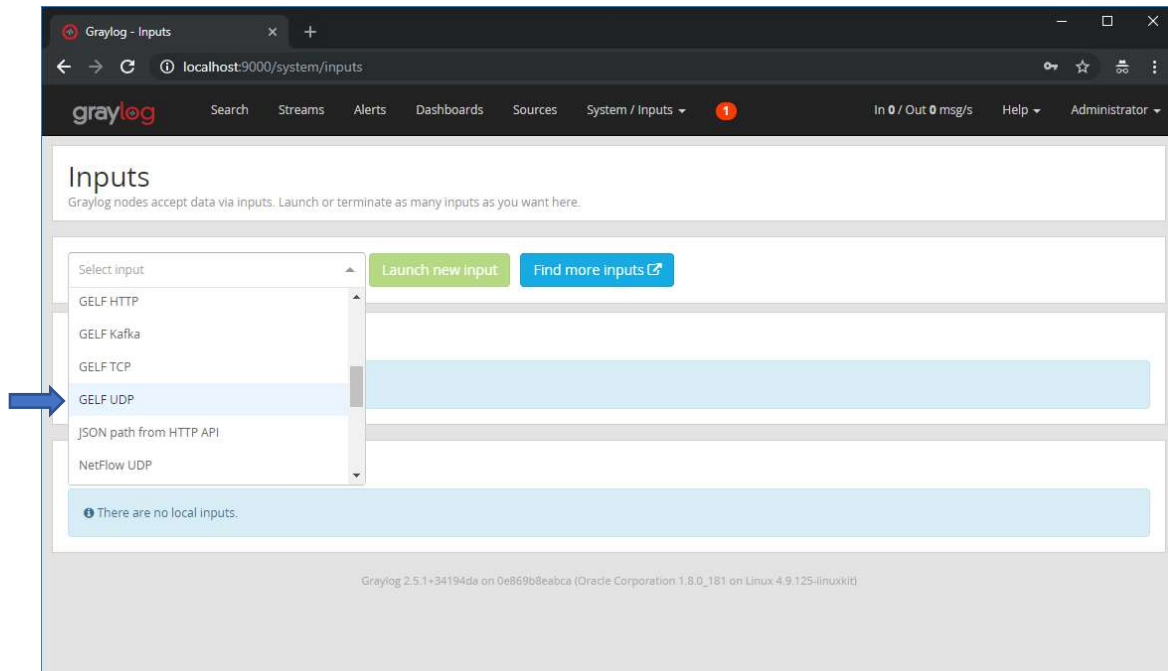 Graylog - Inputs
localhost:9000/system/inputs
graylog Search Streams Alerts Dashboards Sources System / Inputs 1 In 0 / Out 0 msg/s Help Administrator
Inputs
Graylog nodes accept data via inputs. Launch or terminate as many inputs as you want here.
Select input Launch new input Find more inputs
GELF HTTP
GELF Kafka
GELF TCP
GELF UDP
JSON path from HTTP API
NetFlow UDP
There are no local inputs.
Graylog 2.5.1+34194da on 0e869b8eabca (Oracle Corporation 1.8.0_181 on Linux 4.9.125-linuxkit)